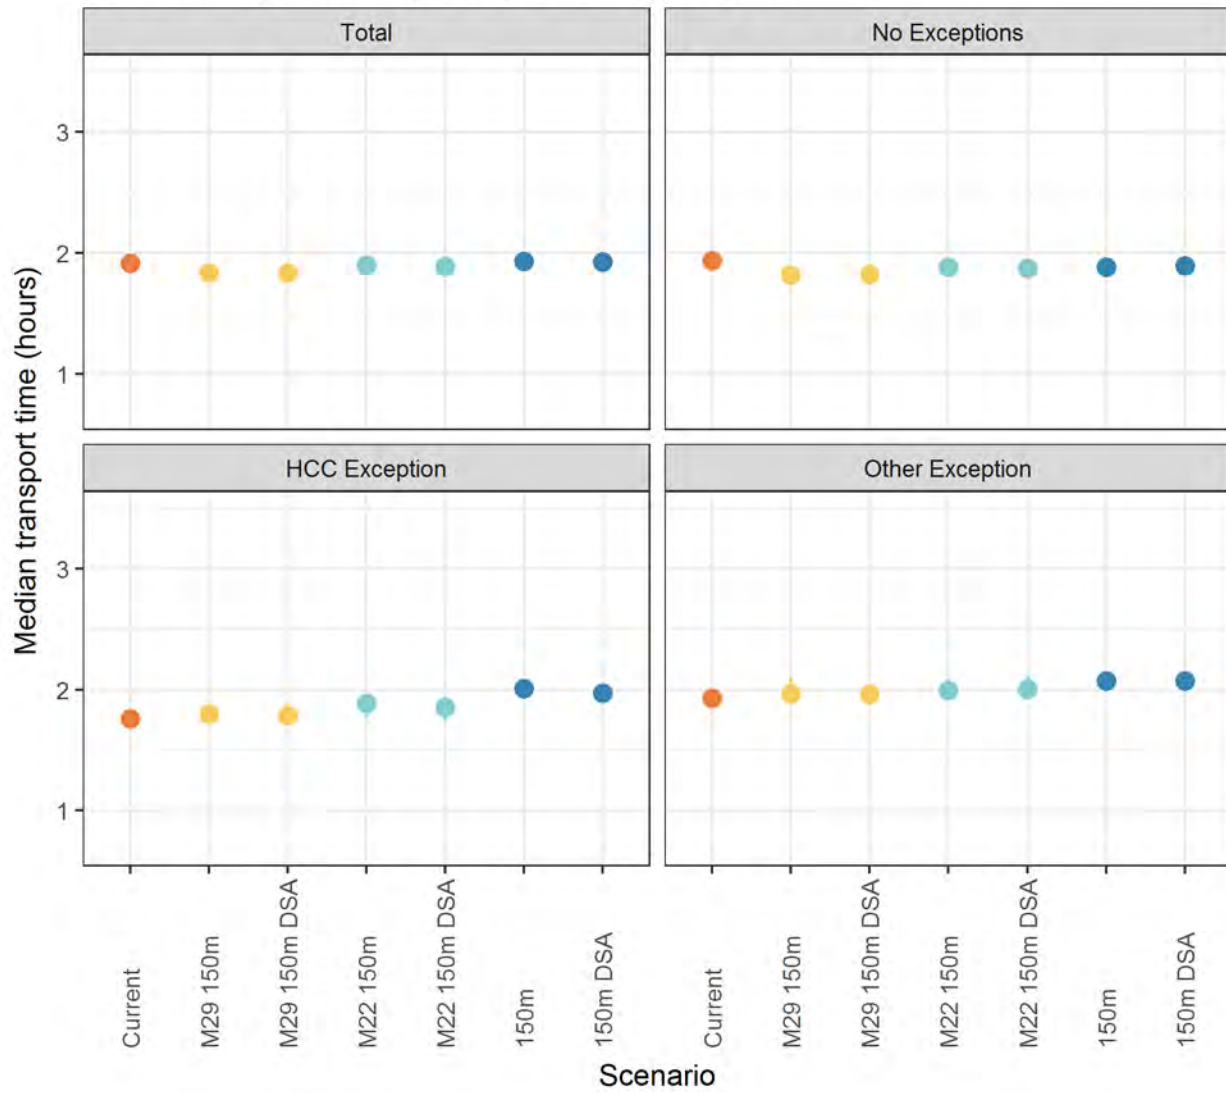 Total
No Exceptions
3
2
1
HCC Exception
Other Exception
3
2
1
Median transport time (hours)
Current
M29 150m
M29 150m DSA
M22 150m
M22 150m DSA
150m
150m DSA
Current
M29 150m
M29 150m DSA
M22 150m
M22 150m DSA
150m
150m DSA
Scenario